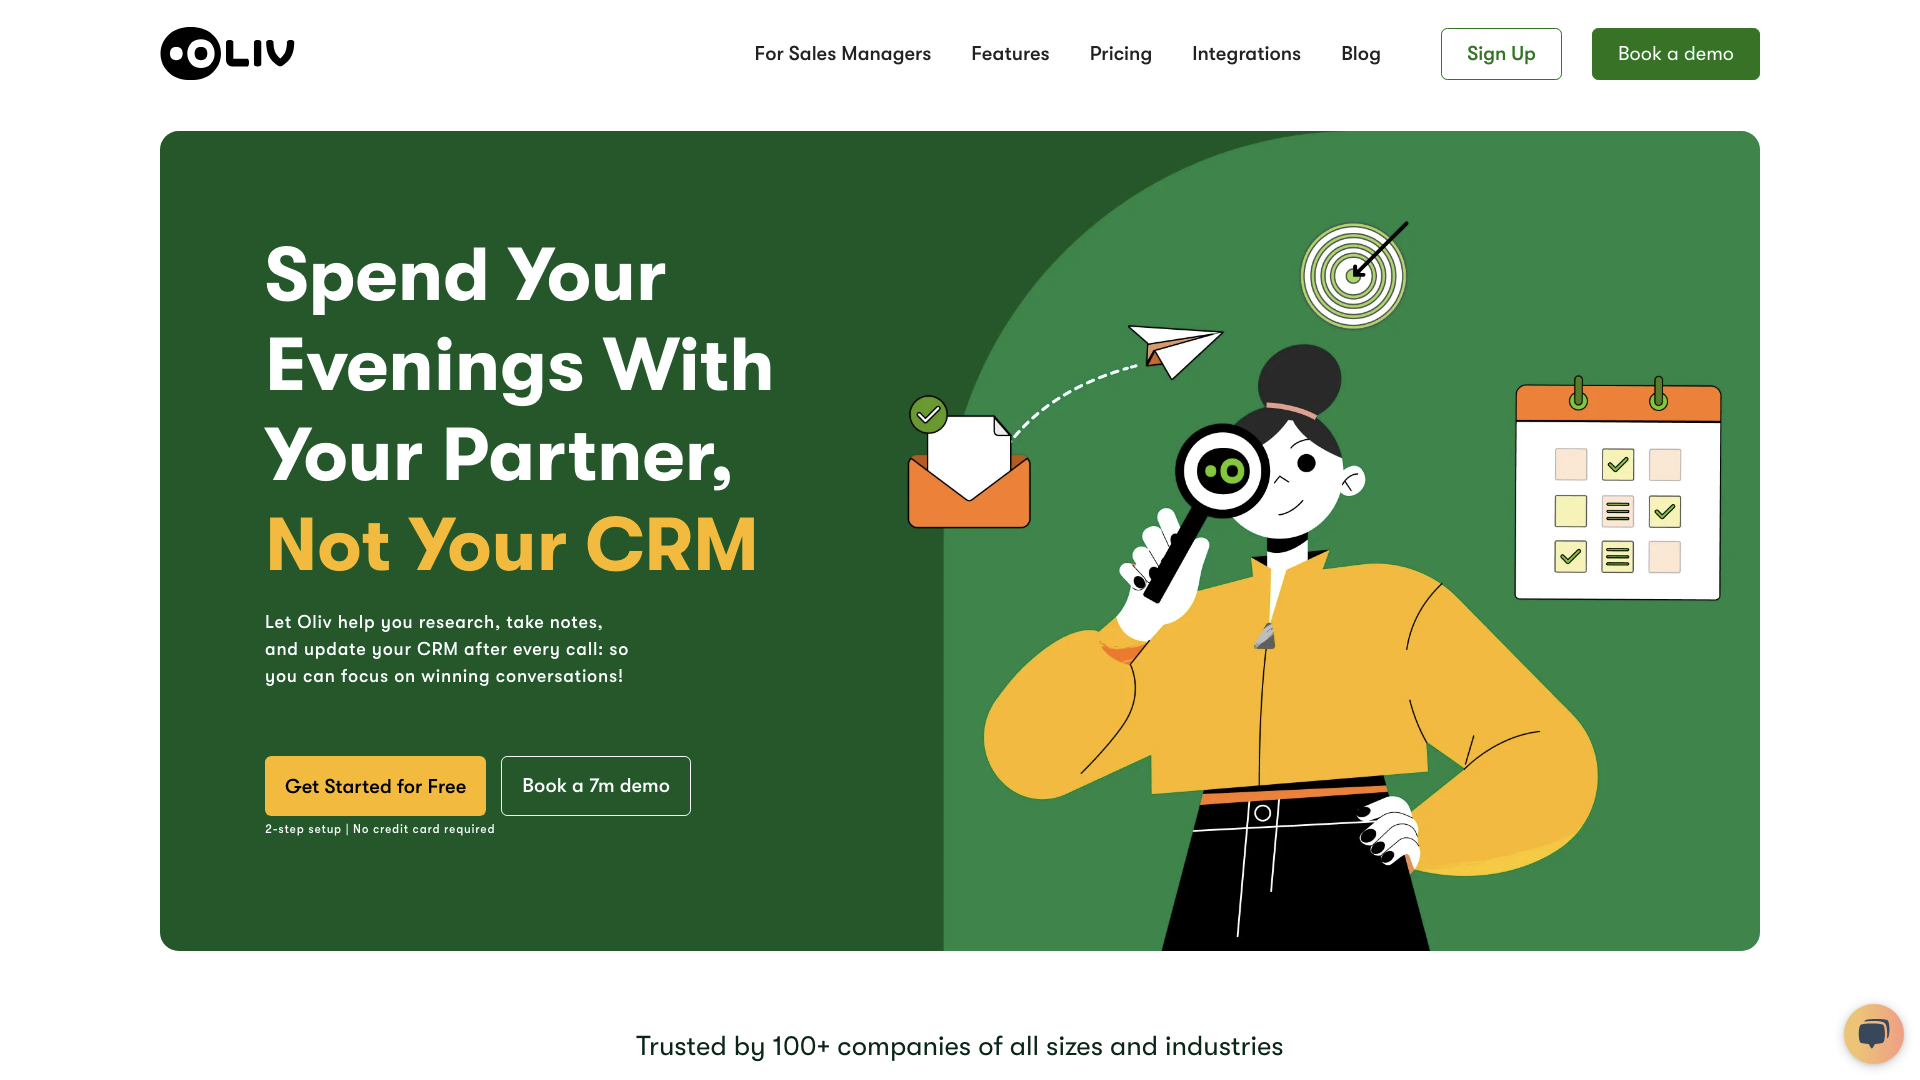 OLIV
For Sales Managers
Features
Pricing
Integrations
Blog
Sign Up
Book a demo
Spend Your
Evenings With
Your Partner,
Not Your CRM
Let Oliv help you research, take notes,
and update your CRM after every call: so
you can focus on winning conversations!
Get Started for Free
Book a 7m demo
2-step setup | No credit card required
Trusted by 100+ companies of all sizes and industries